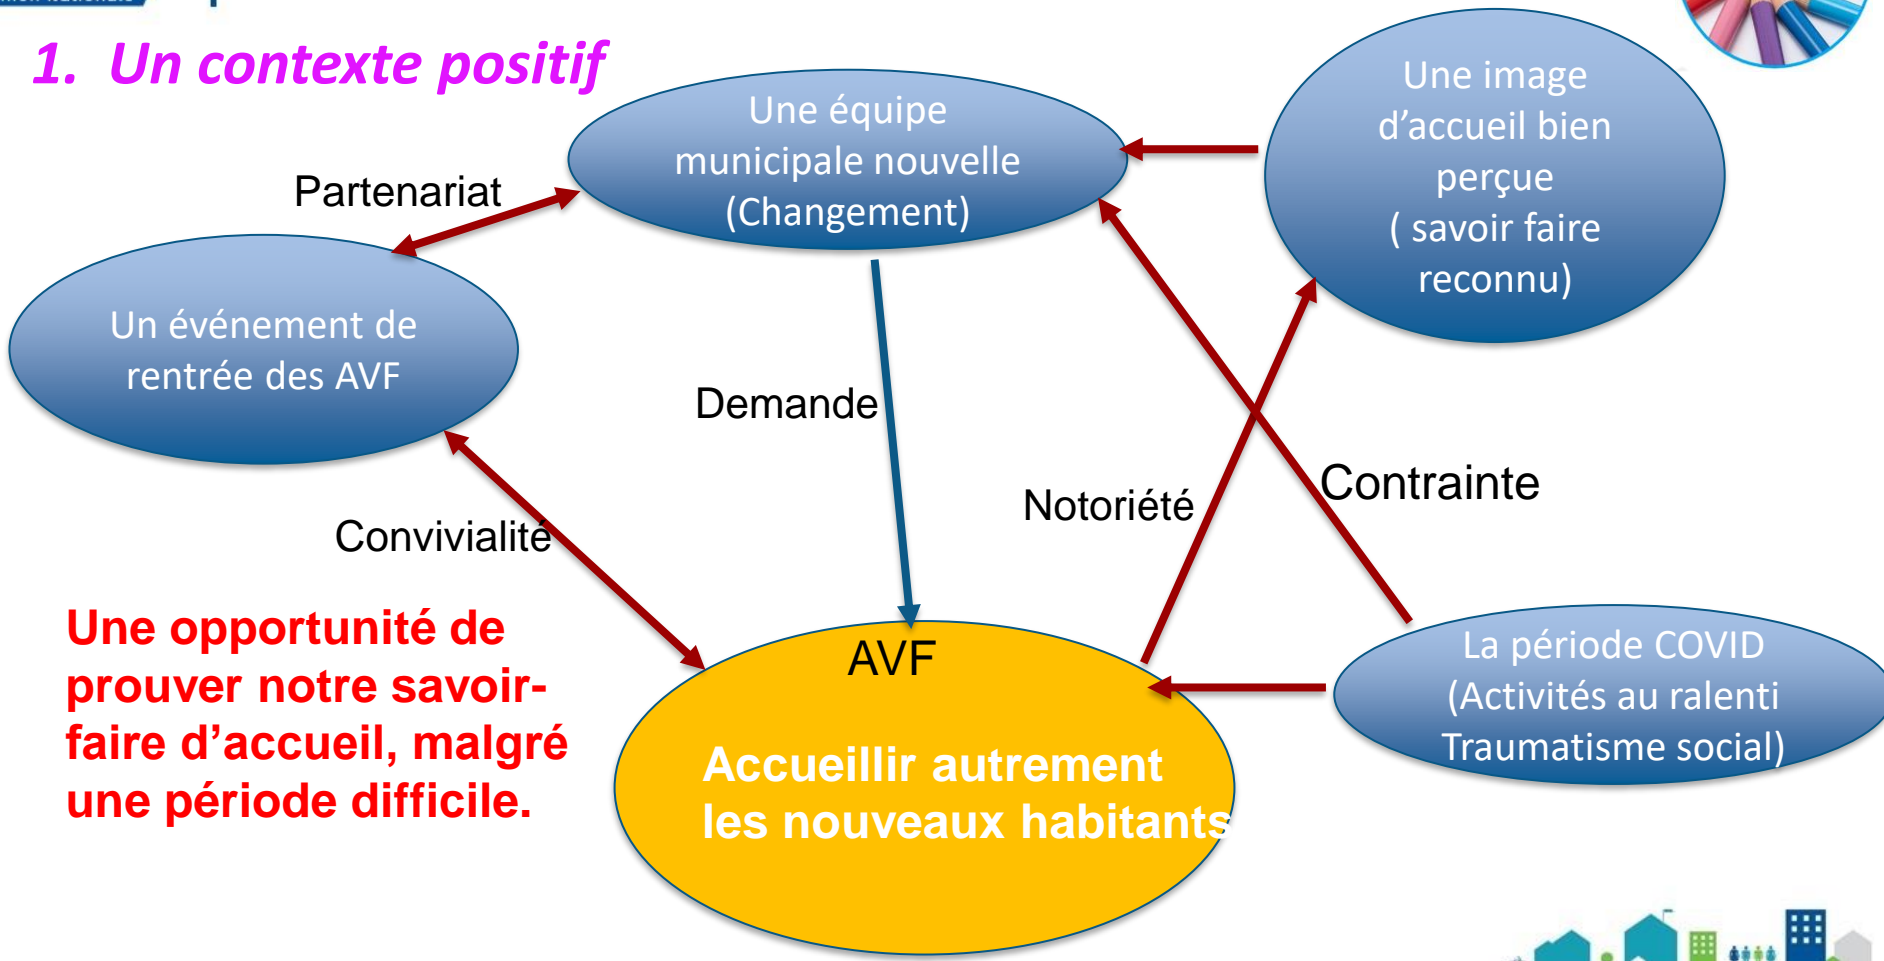 1. Un contexte positif
Une équipe
municipale nouvelle
(Changement)
Une image
d’accueil bien
perçue
( savoir faire
reconnu)
Partenariat
Un événement de
rentrée des AVF
Demande
Notoriété
Contrainte
Convivialité
Une opportunité de
prouver notre savoir-
faire d’accueil, malgré
une période difficile.
AVF
Accueillir autrement
les nouveaux habitants
La période COVID
(Activités au ralenti
Traumatisme social)